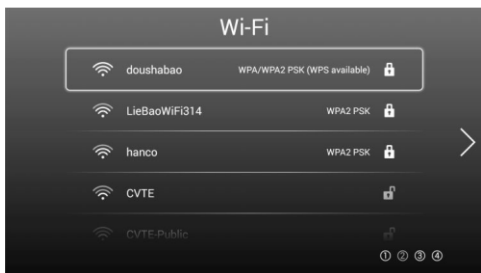 Wi-Fi
doushabao WPA/WPA2 PSK (WPS available)
LieBaoWiFi314 WPA2 PSK
hanco WPA2 PSK
CVTE
CVTE-Public
① ② ③ ④